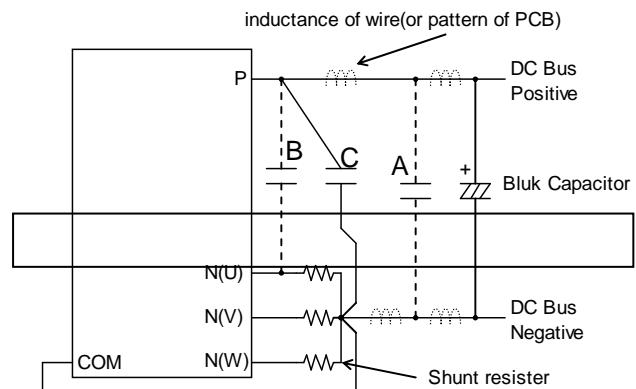 inductance of wire(or pattern of PCB)
P
DC Bus
Positive
B
C
A
+
Bluk Capacitor
N(U)
N(V)
DC Bus
Negative
COM
N(W)
Shunt resister